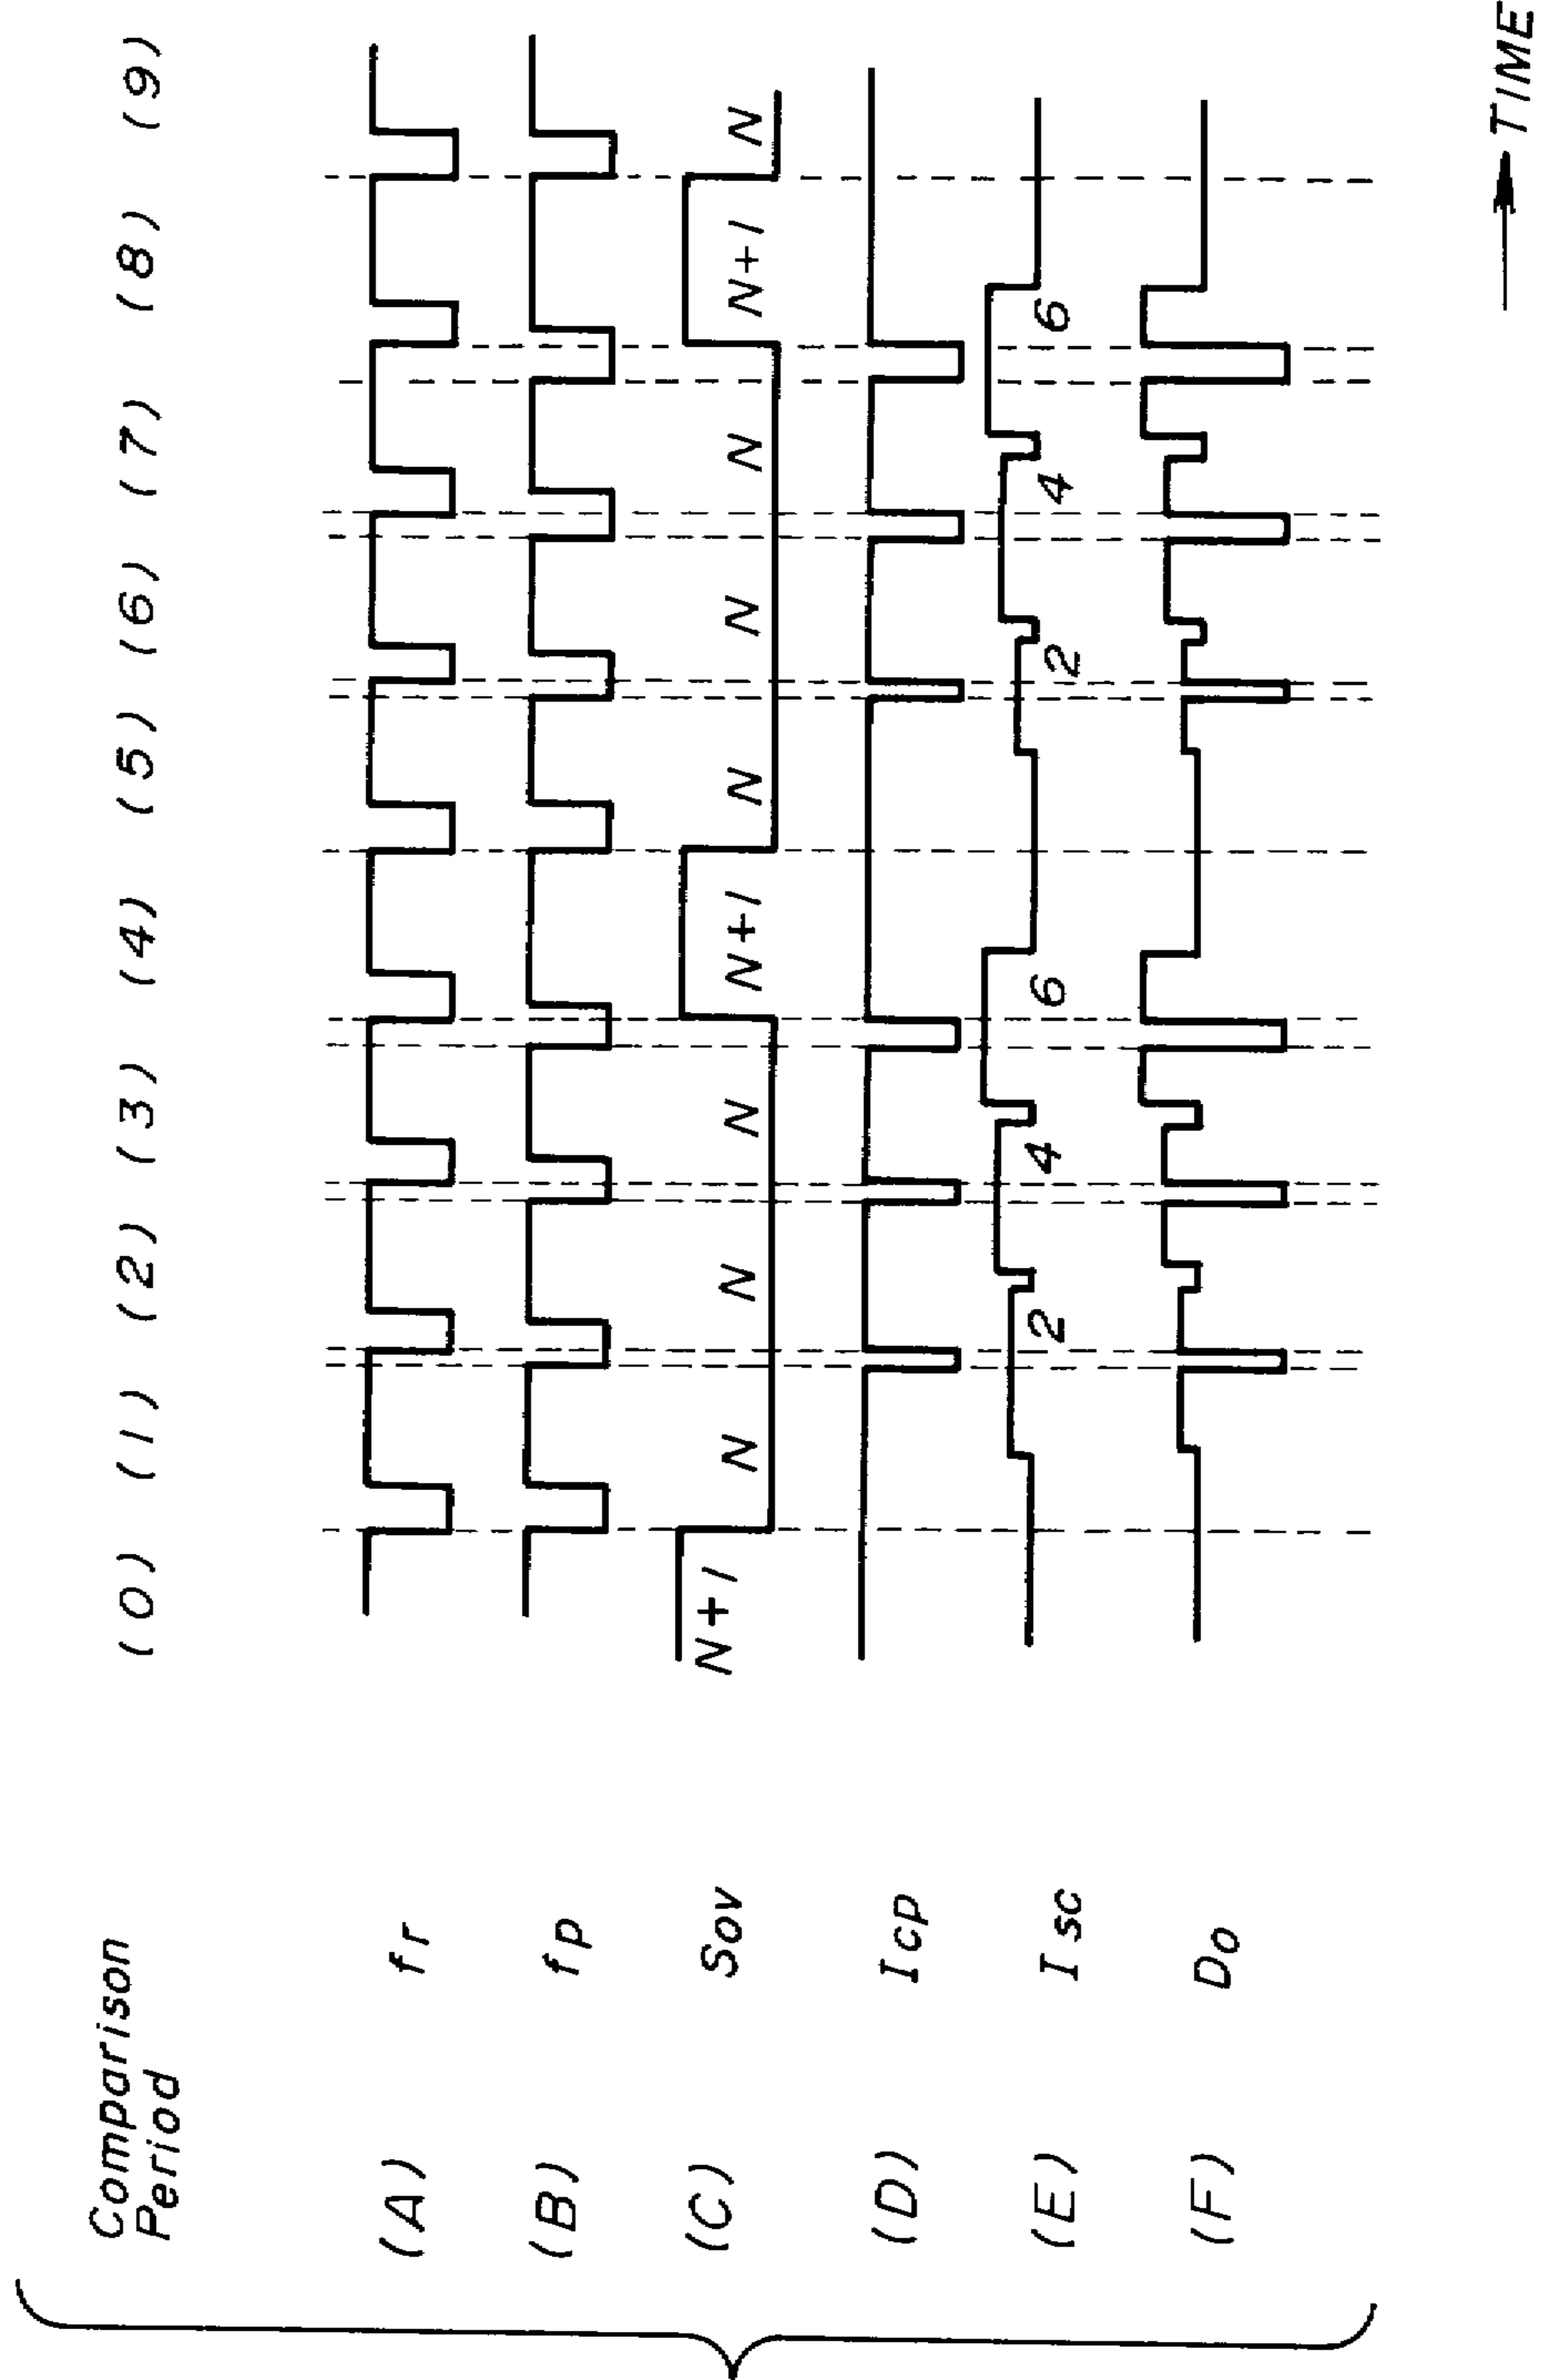 Comparison
Period
(0) (1) (2) (3) (4) (5) (6) (7) (8) (9)
(A) fr
(B) fp
(C) Sov N+1 N N N N+1 N N N N+1 N
(D) Icp
(E) Isc 2 4 6 2 4 6
(F) Do
TIME